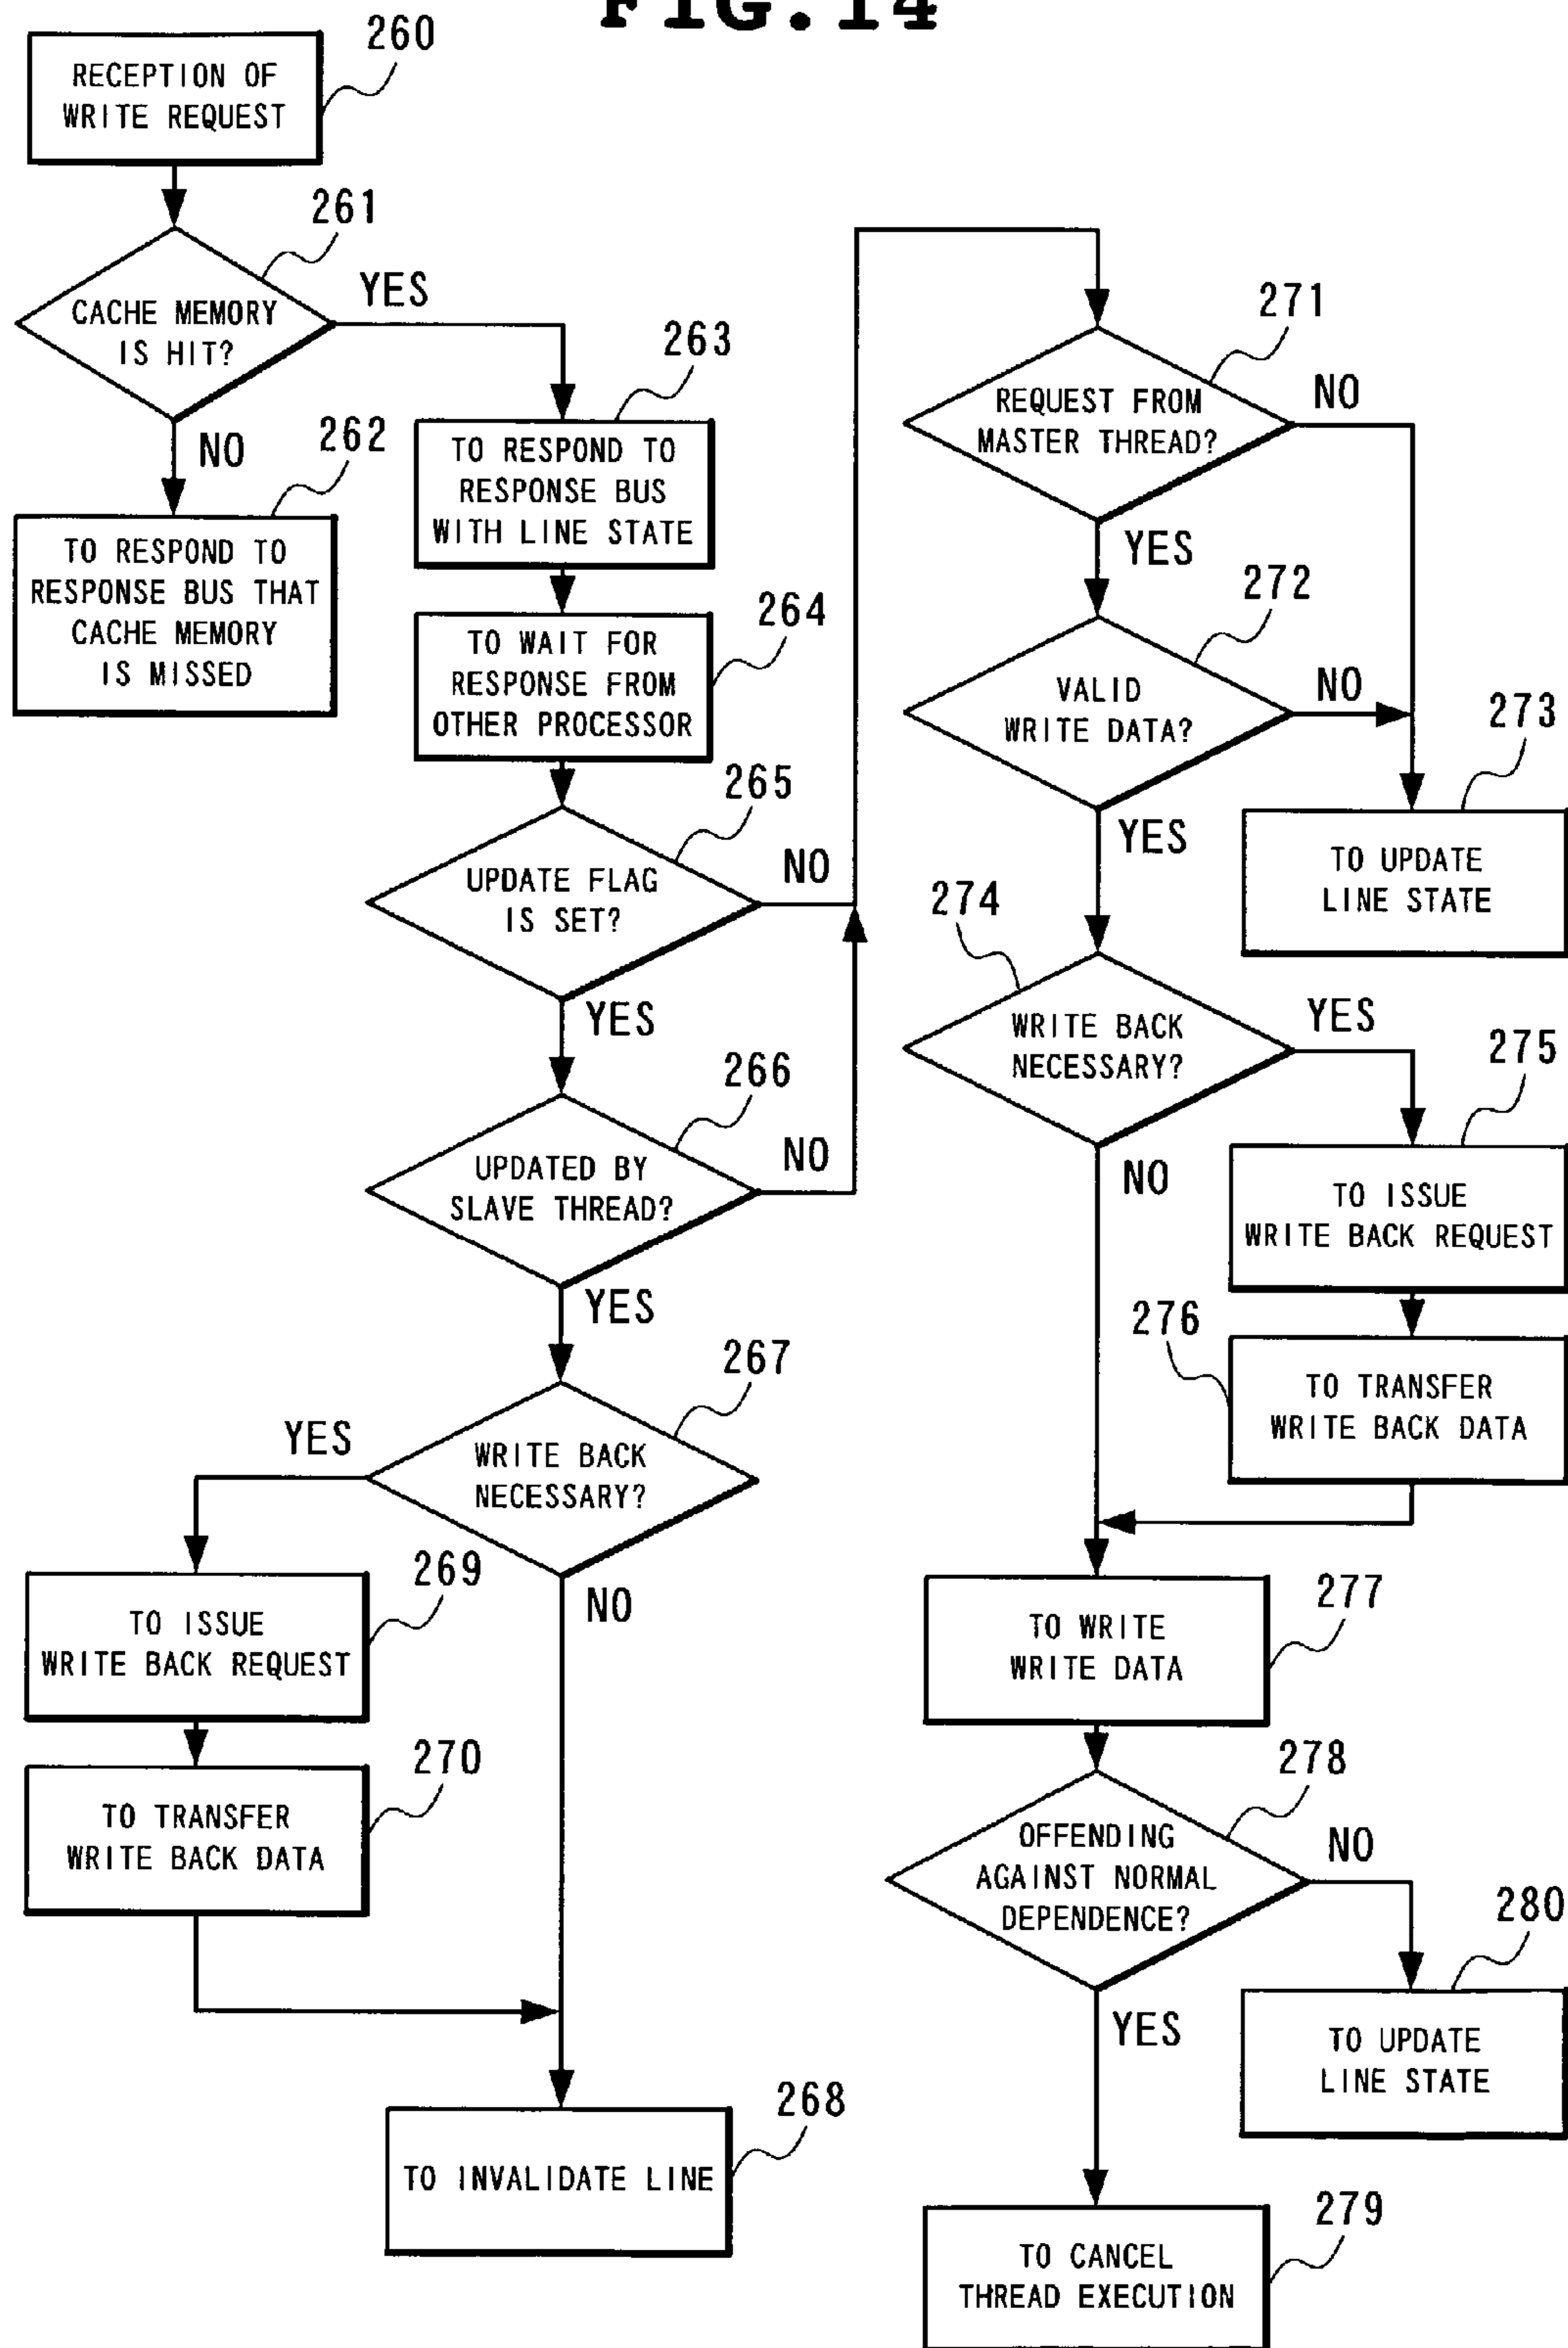 FIG.14
260
RECEPTION OF
WRITE REQUEST
261
CACHE MEMORY
IS HIT?
YES
NO
262
TO RESPOND TO
RESPONSE BUS THAT
CACHE MEMORY
IS MISSED
263
TO RESPOND TO
RESPONSE BUS
WITH LINE STATE
264
TO WAIT FOR
RESPONSE FROM
OTHER PROCESSOR
265
UPDATE FLAG
IS SET?
NO
YES
266
UPDATED BY
SLAVE THREAD?
NO
YES
267
WRITE BACK
NECESSARY?
YES
NO
269
TO ISSUE
WRITE BACK REQUEST
270
TO TRANSFER
WRITE BACK DATA
268
TO INVALIDATE LINE
271
REQUEST FROM
MASTER THREAD?
NO
YES
272
VALID
WRITE DATA?
NO
YES
273
TO UPDATE
LINE STATE
274
WRITE BACK
NECESSARY?
YES
NO
275
TO ISSUE
WRITE BACK REQUEST
276
TO TRANSFER
WRITE BACK DATA
277
TO WRITE
WRITE DATA
278
OFFENDING
AGAINST NORMAL
DEPENDENCE?
NO
YES
280
TO UPDATE
LINE STATE
279
TO CANCEL
THREAD EXECUTION